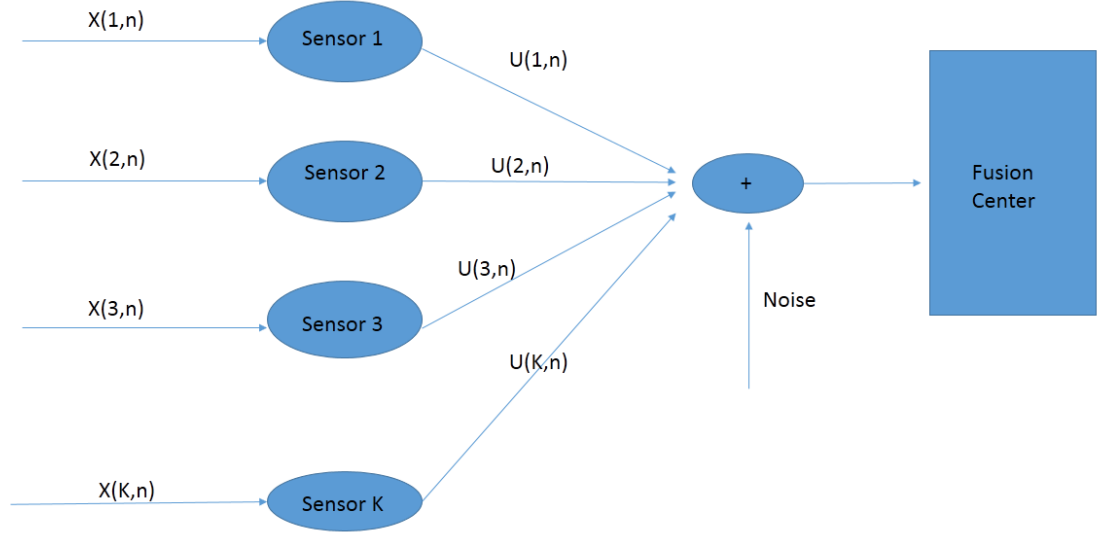 X(1,n)
Sensor 1
U(1,n)
X(2,n)
Sensor 2
U(2,n)
+
Fusion
Center
X(3,n)
Sensor 3
U(3,n)
Noise
U(K,n)
X(K,n)
Sensor K